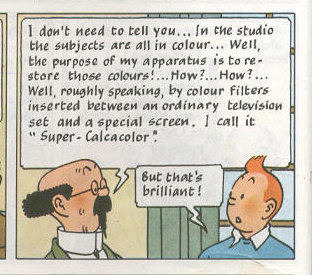 I don't need to tell you... In the studio
the subjects are all in colour... Well,
the purpose of my apparatus is to re-
store those colours!...How?...How?...
Well, roughly speaking, by colour filters
inserted between an ordinary television
set and a special screen. I call it
"Super-Calcacolor".
But that's
brilliant!